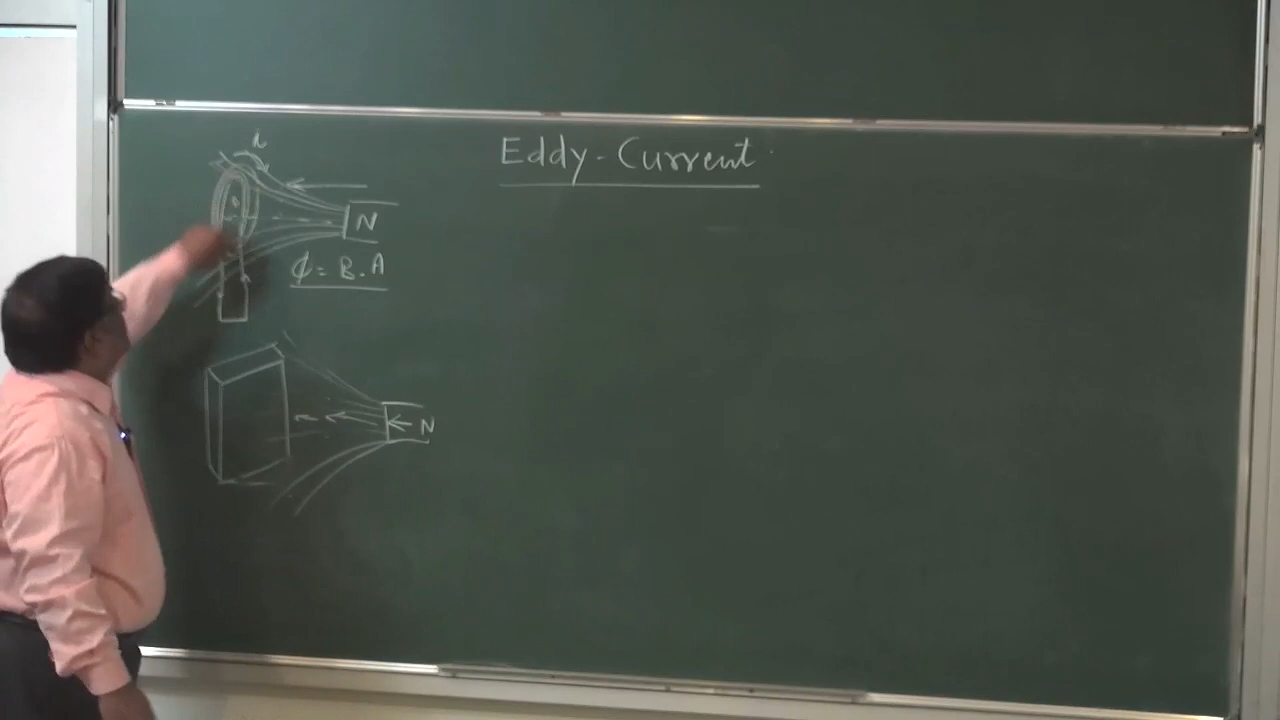 Eddy-Current
i
N
ϕ = B.A
N